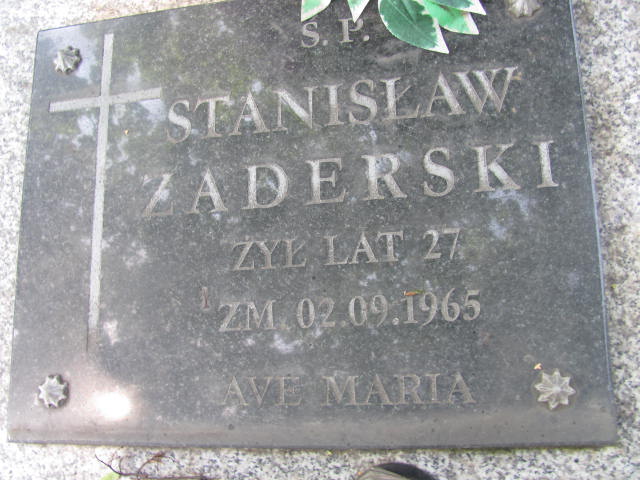 Ś. P.
STANISŁAW
ZADERSKI
ŻYŁ LAT 27
ZM. 02.09.1965
AVE MARIA